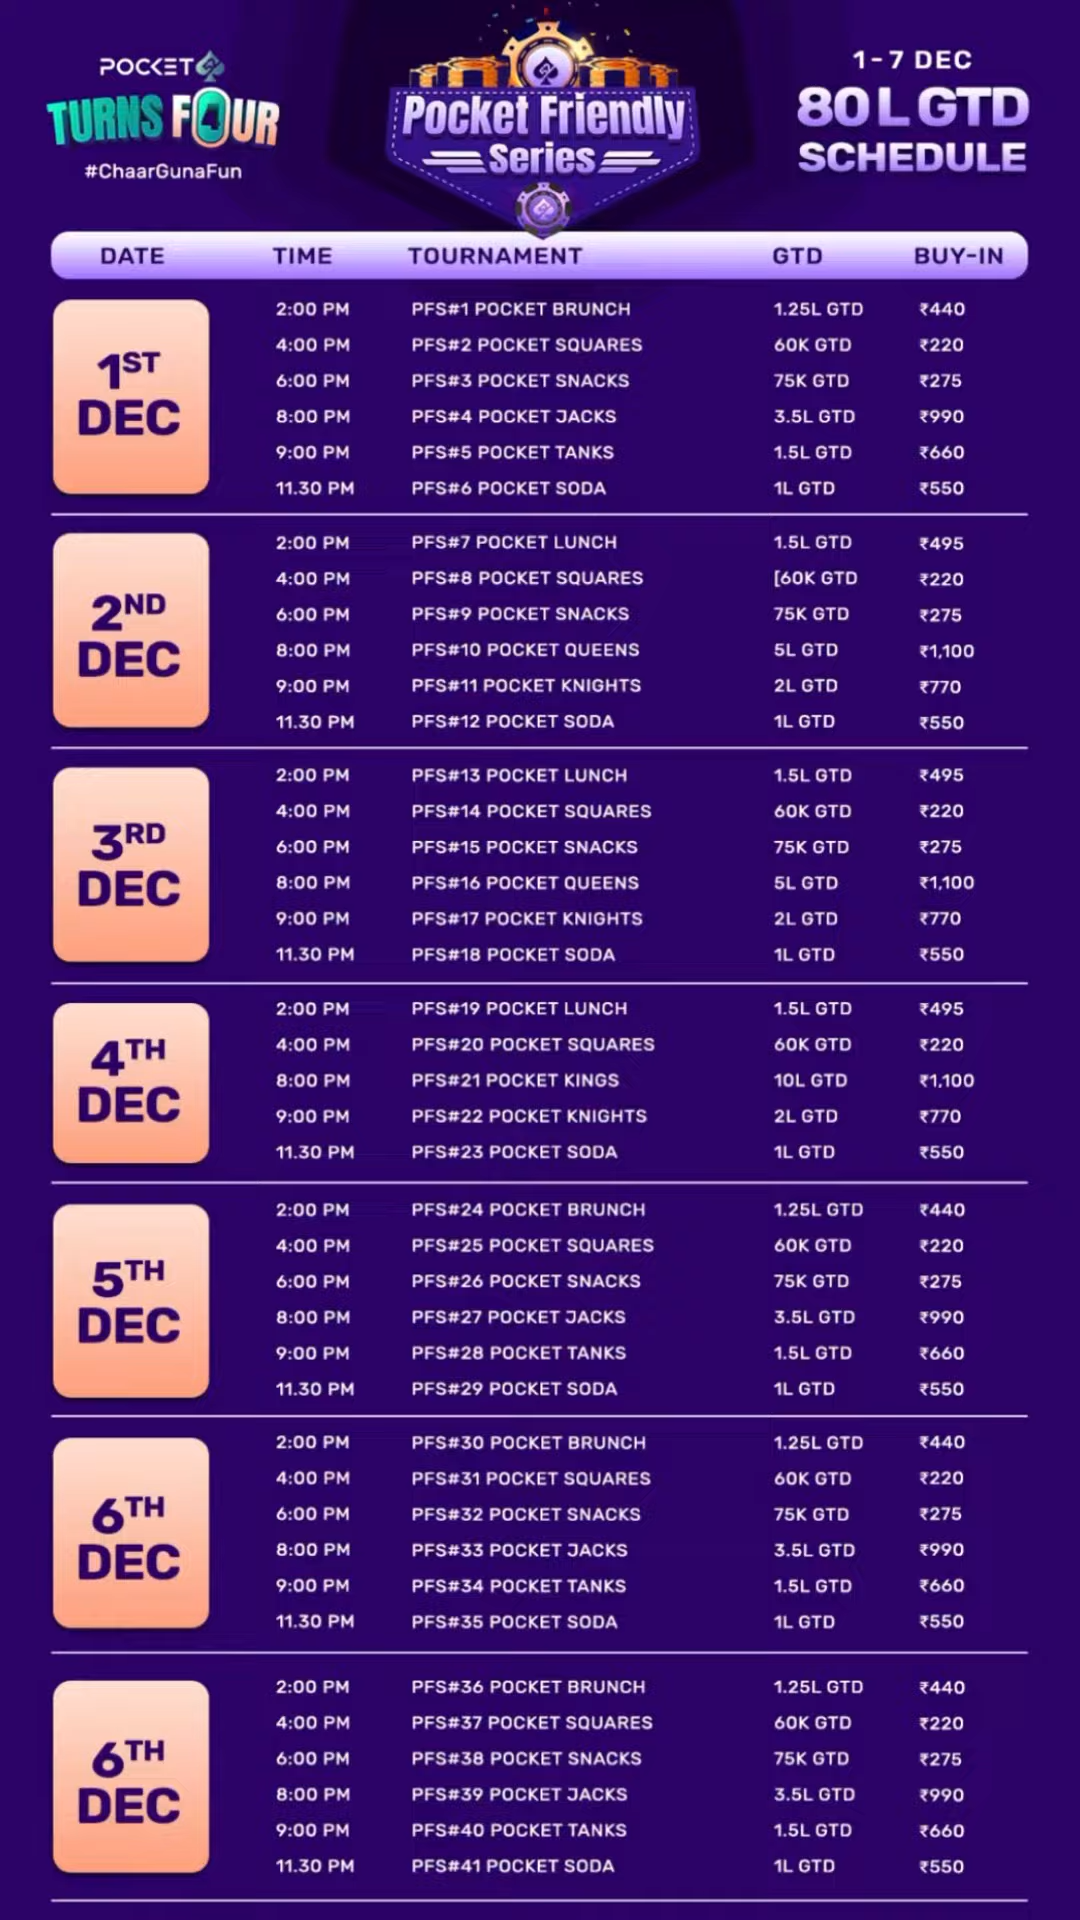 POCKET
TURNS FOUR
#ChaarGunaFun
Pocket Friendly
Series
1-7 DEC
80 L GTD
SCHEDULE
DATE TIME TOURNAMENT GTD BUY-IN
1ST DEC
2:00 PM PFS#1 POCKET BRUNCH 1.25L GTD ₹440
4:00 PM PFS#2 POCKET SQUARES 60K GTD ₹220
6:00 PM PFS#3 POCKET SNACKS 75K GTD ₹275
8:00 PM PFS#4 POCKET JACKS 3.5L GTD ₹990
9:00 PM PFS#5 POCKET TANKS 1.5L GTD ₹660
11.30 PM PFS#6 POCKET SODA 1L GTD ₹550
2ND DEC
2:00 PM PFS#7 POCKET LUNCH 1.5L GTD ₹495
4:00 PM PFS#8 POCKET SQUARES [60K GTD ₹220
6:00 PM PFS#9 POCKET SNACKS 75K GTD ₹275
8:00 PM PFS#10 POCKET QUEENS 5L GTD ₹1,100
9:00 PM PFS#11 POCKET KNIGHTS 2L GTD ₹770
11.30 PM PFS#12 POCKET SODA 1L GTD ₹550
3RD DEC
2:00 PM PFS#13 POCKET LUNCH 1.5L GTD ₹495
4:00 PM PFS#14 POCKET SQUARES 60K GTD ₹220
6:00 PM PFS#15 POCKET SNACKS 75K GTD ₹275
8:00 PM PFS#16 POCKET QUEENS 5L GTD ₹1,100
9:00 PM PFS#17 POCKET KNIGHTS 2L GTD ₹770
11.30 PM PFS#18 POCKET SODA 1L GTD ₹550
4TH DEC
2:00 PM PFS#19 POCKET LUNCH 1.5L GTD ₹495
4:00 PM PFS#20 POCKET SQUARES 60K GTD ₹220
8:00 PM PFS#21 POCKET KINGS 10L GTD ₹1,100
9:00 PM PFS#22 POCKET KNIGHTS 2L GTD ₹770
11.30 PM PFS#23 POCKET SODA 1L GTD ₹550
5TH DEC
2:00 PM PFS#24 POCKET BRUNCH 1.25L GTD ₹440
4:00 PM PFS#25 POCKET SQUARES 60K GTD ₹220
6:00 PM PFS#26 POCKET SNACKS 75K GTD ₹275
8:00 PM PFS#27 POCKET JACKS 3.5L GTD ₹990
9:00 PM PFS#28 POCKET TANKS 1.5L GTD ₹660
11.30 PM PFS#29 POCKET SODA 1L GTD ₹550
6TH DEC
2:00 PM PFS#30 POCKET BRUNCH 1.25L GTD ₹440
4:00 PM PFS#31 POCKET SQUARES 60K GTD ₹220
6:00 PM PFS#32 POCKET SNACKS 75K GTD ₹275
8:00 PM PFS#33 POCKET JACKS 3.5L GTD ₹990
9:00 PM PFS#34 POCKET TANKS 1.5L GTD ₹660
11.30 PM PFS#35 POCKET SODA 1L GTD ₹550
6TH DEC
2:00 PM PFS#36 POCKET BRUNCH 1.25L GTD ₹440
4:00 PM PFS#37 POCKET SQUARES 60K GTD ₹220
6:00 PM PFS#38 POCKET SNACKS 75K GTD ₹275
8:00 PM PFS#39 POCKET JACKS 3.5L GTD ₹990
9:00 PM PFS#40 POCKET TANKS 1.5L GTD ₹660
11.30 PM PFS#41 POCKET SODA 1L GTD ₹550